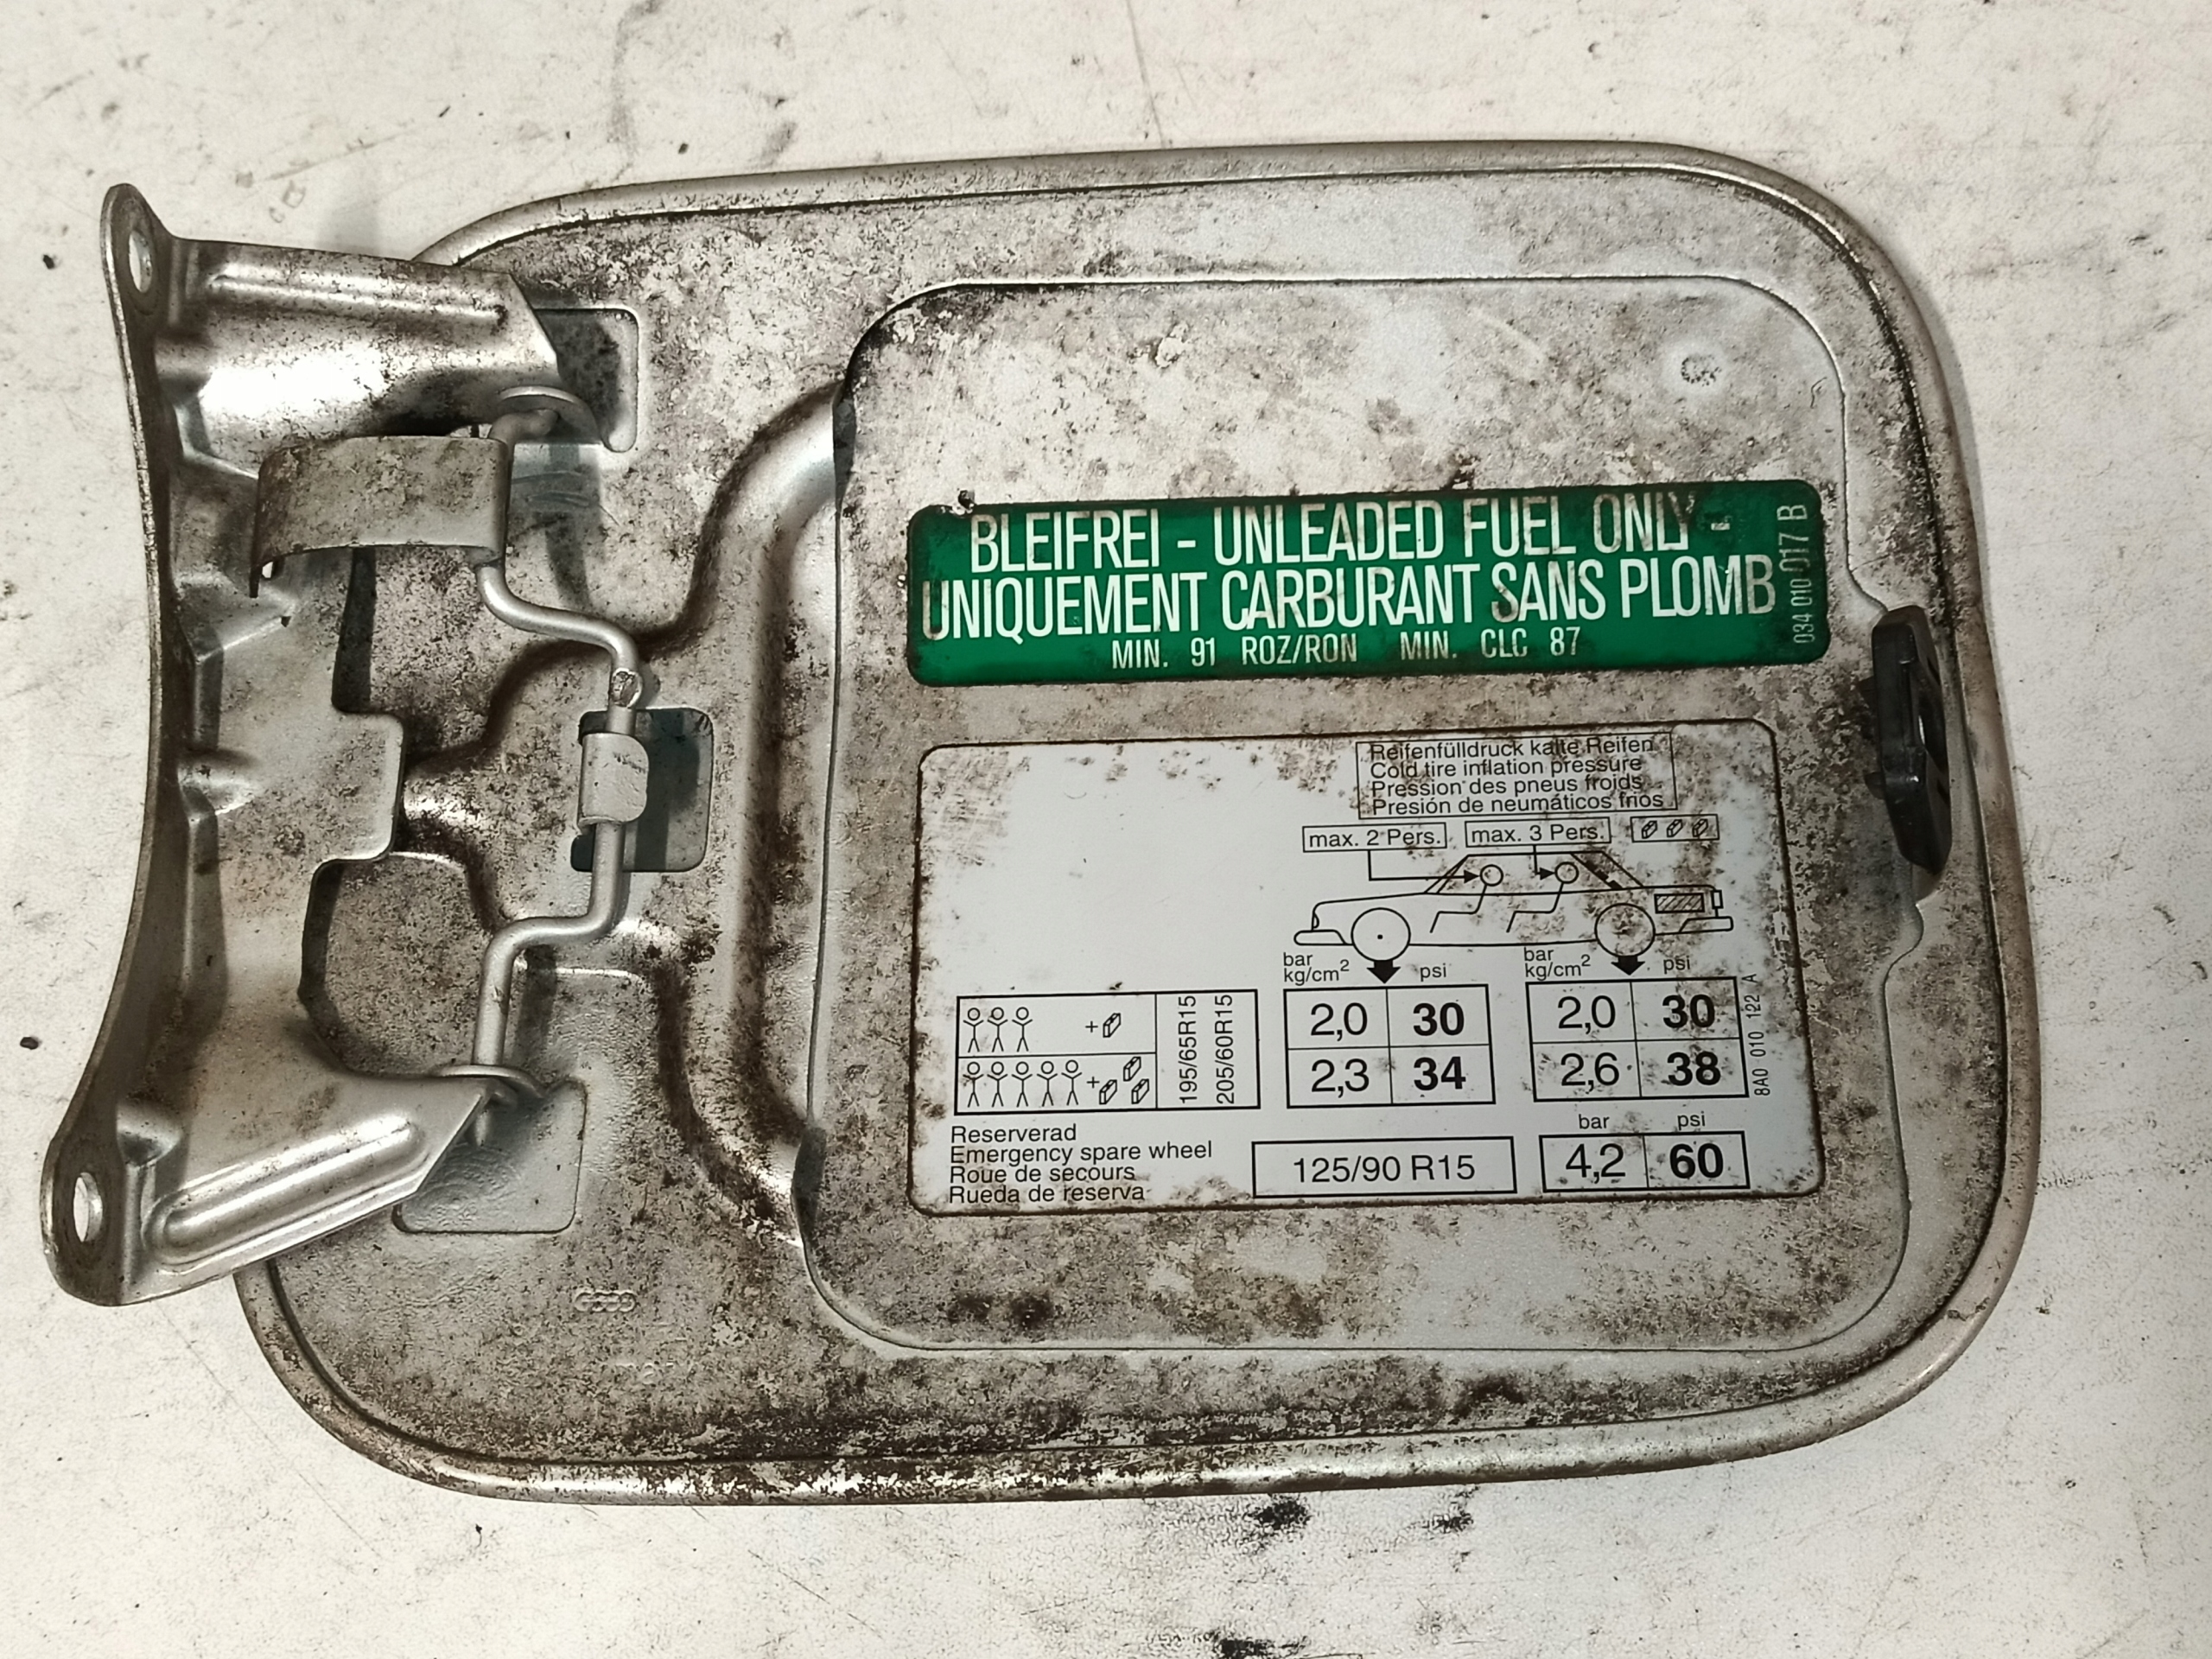 BLEIFREI - UNLEADED FUEL ONLY -
UNIQUEMENT CARBURANT SANS PLOMB
MIN. 91 ROZ/RON MIN. CLC 87
034 010 017 B
Reifenfülldruck kalte Reifen
Cold tire inflation pressure
Pression des pneus froids
Presión de neumáticos frios
max. 2 Pers. max. 3 Pers.
bar psi bar psi
kg/cm² kg/cm²
+ 195/65R15 205/60R15 2,0 30 2,0 30
+ 2,3 34 2,6 38
8A0 010 122 A
bar psi
Reserverad
Emergency spare wheel
Roue de secours
Rueda de reserva
125/90 R15 4,2 60